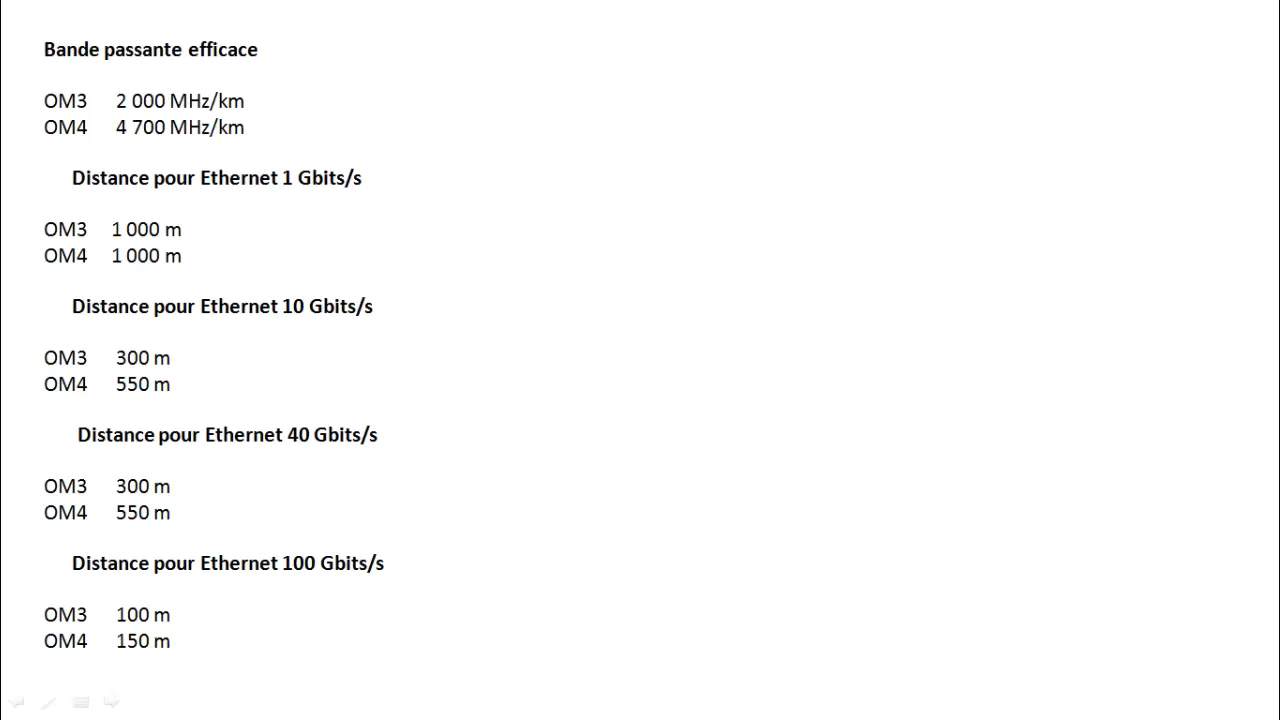 Bande passante efficace
OM3 2 000 MHz/km
OM4 4 700 MHz/km
Distance pour Ethernet 1 Gbits/s
OM3 1 000 m
OM4 1 000 m
Distance pour Ethernet 10 Gbits/s
OM3 300 m
OM4 550 m
Distance pour Ethernet 40 Gbits/s
OM3 300 m
OM4 550 m
Distance pour Ethernet 100 Gbits/s
OM3 100 m
OM4 150 m